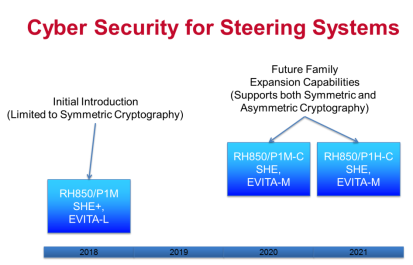 Cyber Security for Steering Systems
Future Family
Expansion Capabilities
(Supports both Symmetric and
Asymmetric Cryptography)
Initial Introduction
(Limited to Symmetric Cryptography)
RH850/P1M-C
SHE,
EVITA-M
RH850/P1H-C
SHE,
EVITA-M
RH850/P1M
SHE+,
EVITA-L
2018
2019
2020
2021